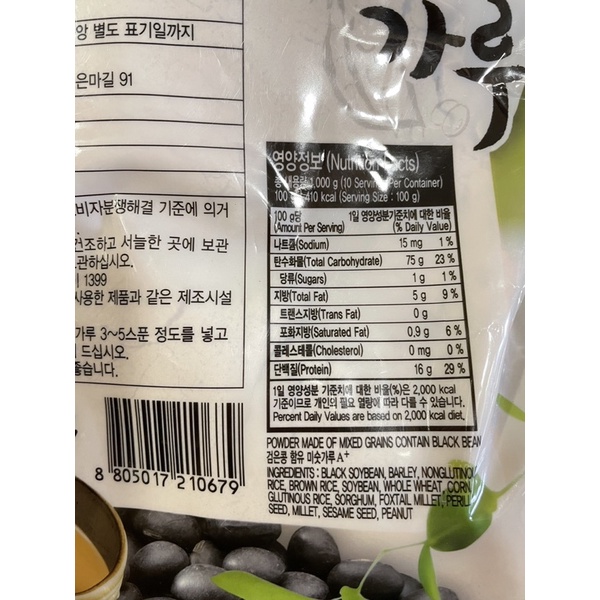 가루
앙 별도 표기일까지
은마길 91
비자분쟁해결 기준에 의거
건조하고 서늘한 곳에 보관
관하십시오.
1399
사용한 제품과 같은 제조시설
가루 3~5스푼 정도를 넣고
드십시오.
좋습니다.
영양정보 (Nutrition Facts)
총 내용량 1,000 g (10 Serving Per Container)
100 g 410 kcal (Serving Size : 100 g)
100 g당 1일 영양성분기준치에 대한 비율
(Amount Per Serving) (% Daily Value)
나트륨(Sodium) 15 mg 1 %
탄수화물(Total Carbohydrate) 75 g 23 %
당류(Sugars) 1 g 1 %
지방(Total Fat) 5 g 9 %
트랜스지방(Trans Fat) 0 g
포화지방(Saturated Fat) 0.9 g 6 %
콜레스테롤(Cholesterol) 0 mg 0 %
단백질(Protein) 16 g 29 %
1일 영양성분 기준치에 대한 비율(%)은 2,000 kcal
기준이므로 개인의 필요 열량에 따라 다를 수 있습니다.
Percent Daily Values are based on 2,000 kcal diet.
POWDER MADE OF MIXED GRAINS CONTAIN BLACK BEAN
검은콩 함유 미숫가루 A+
INGREDIENTS : BLACK SOYBEAN, BARLEY, NONGLUTINOU
RICE, BROWN RICE, SOYBEAN, WHOLE WHEAT, CORN
GLUTINOUS RICE, SORGHUM, FOXTAIL MILLET, PERILL
SEED, MILLET, SESAME SEED, PEANUT
8 805017 210679